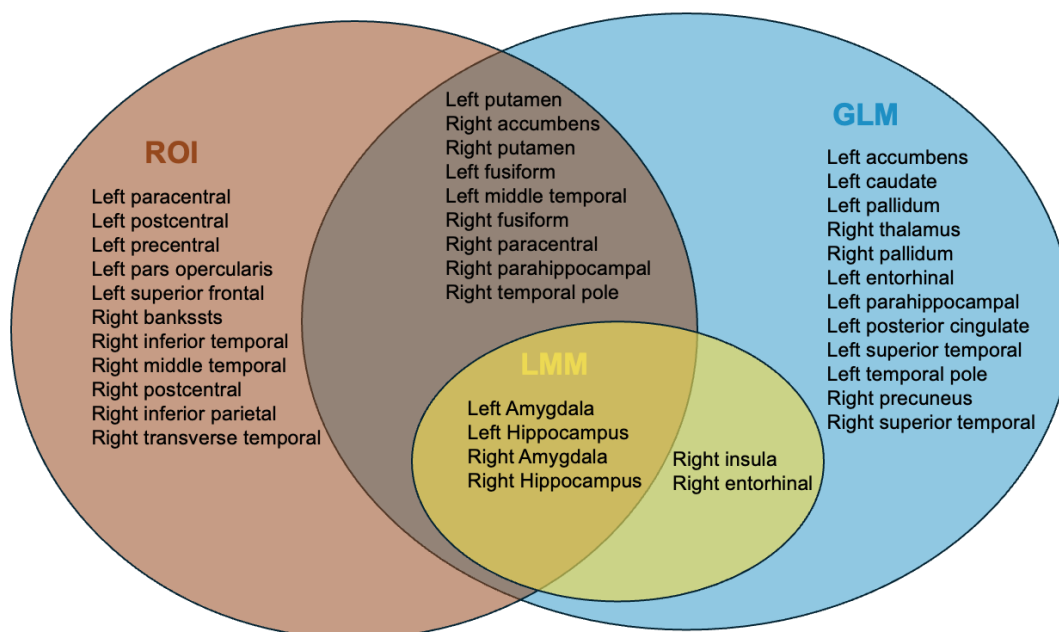 ROI
Left paracentral
Left postcentral
Left precentral
Left pars opercularis
Left superior frontal
Right bankssts
Right inferior temporal
Right middle temporal
Right postcentral
Right inferior parietal
Right transverse temporal
Left putamen
Right accumbens
Right putamen
Left fusiform
Left middle temporal
Right fusiform
Right paracentral
Right parahippocampal
Right temporal pole
LMM
Left Amygdala
Left Hippocampus
Right Amygdala
Right Hippocampus
Right insula
Right entorhinal
GLM
Left accumbens
Left caudate
Left pallidum
Right thalamus
Right pallidum
Left entorhinal
Left parahippocampal
Left posterior cingulate
Left superior temporal
Left temporal pole
Right precuneus
Right superior temporal